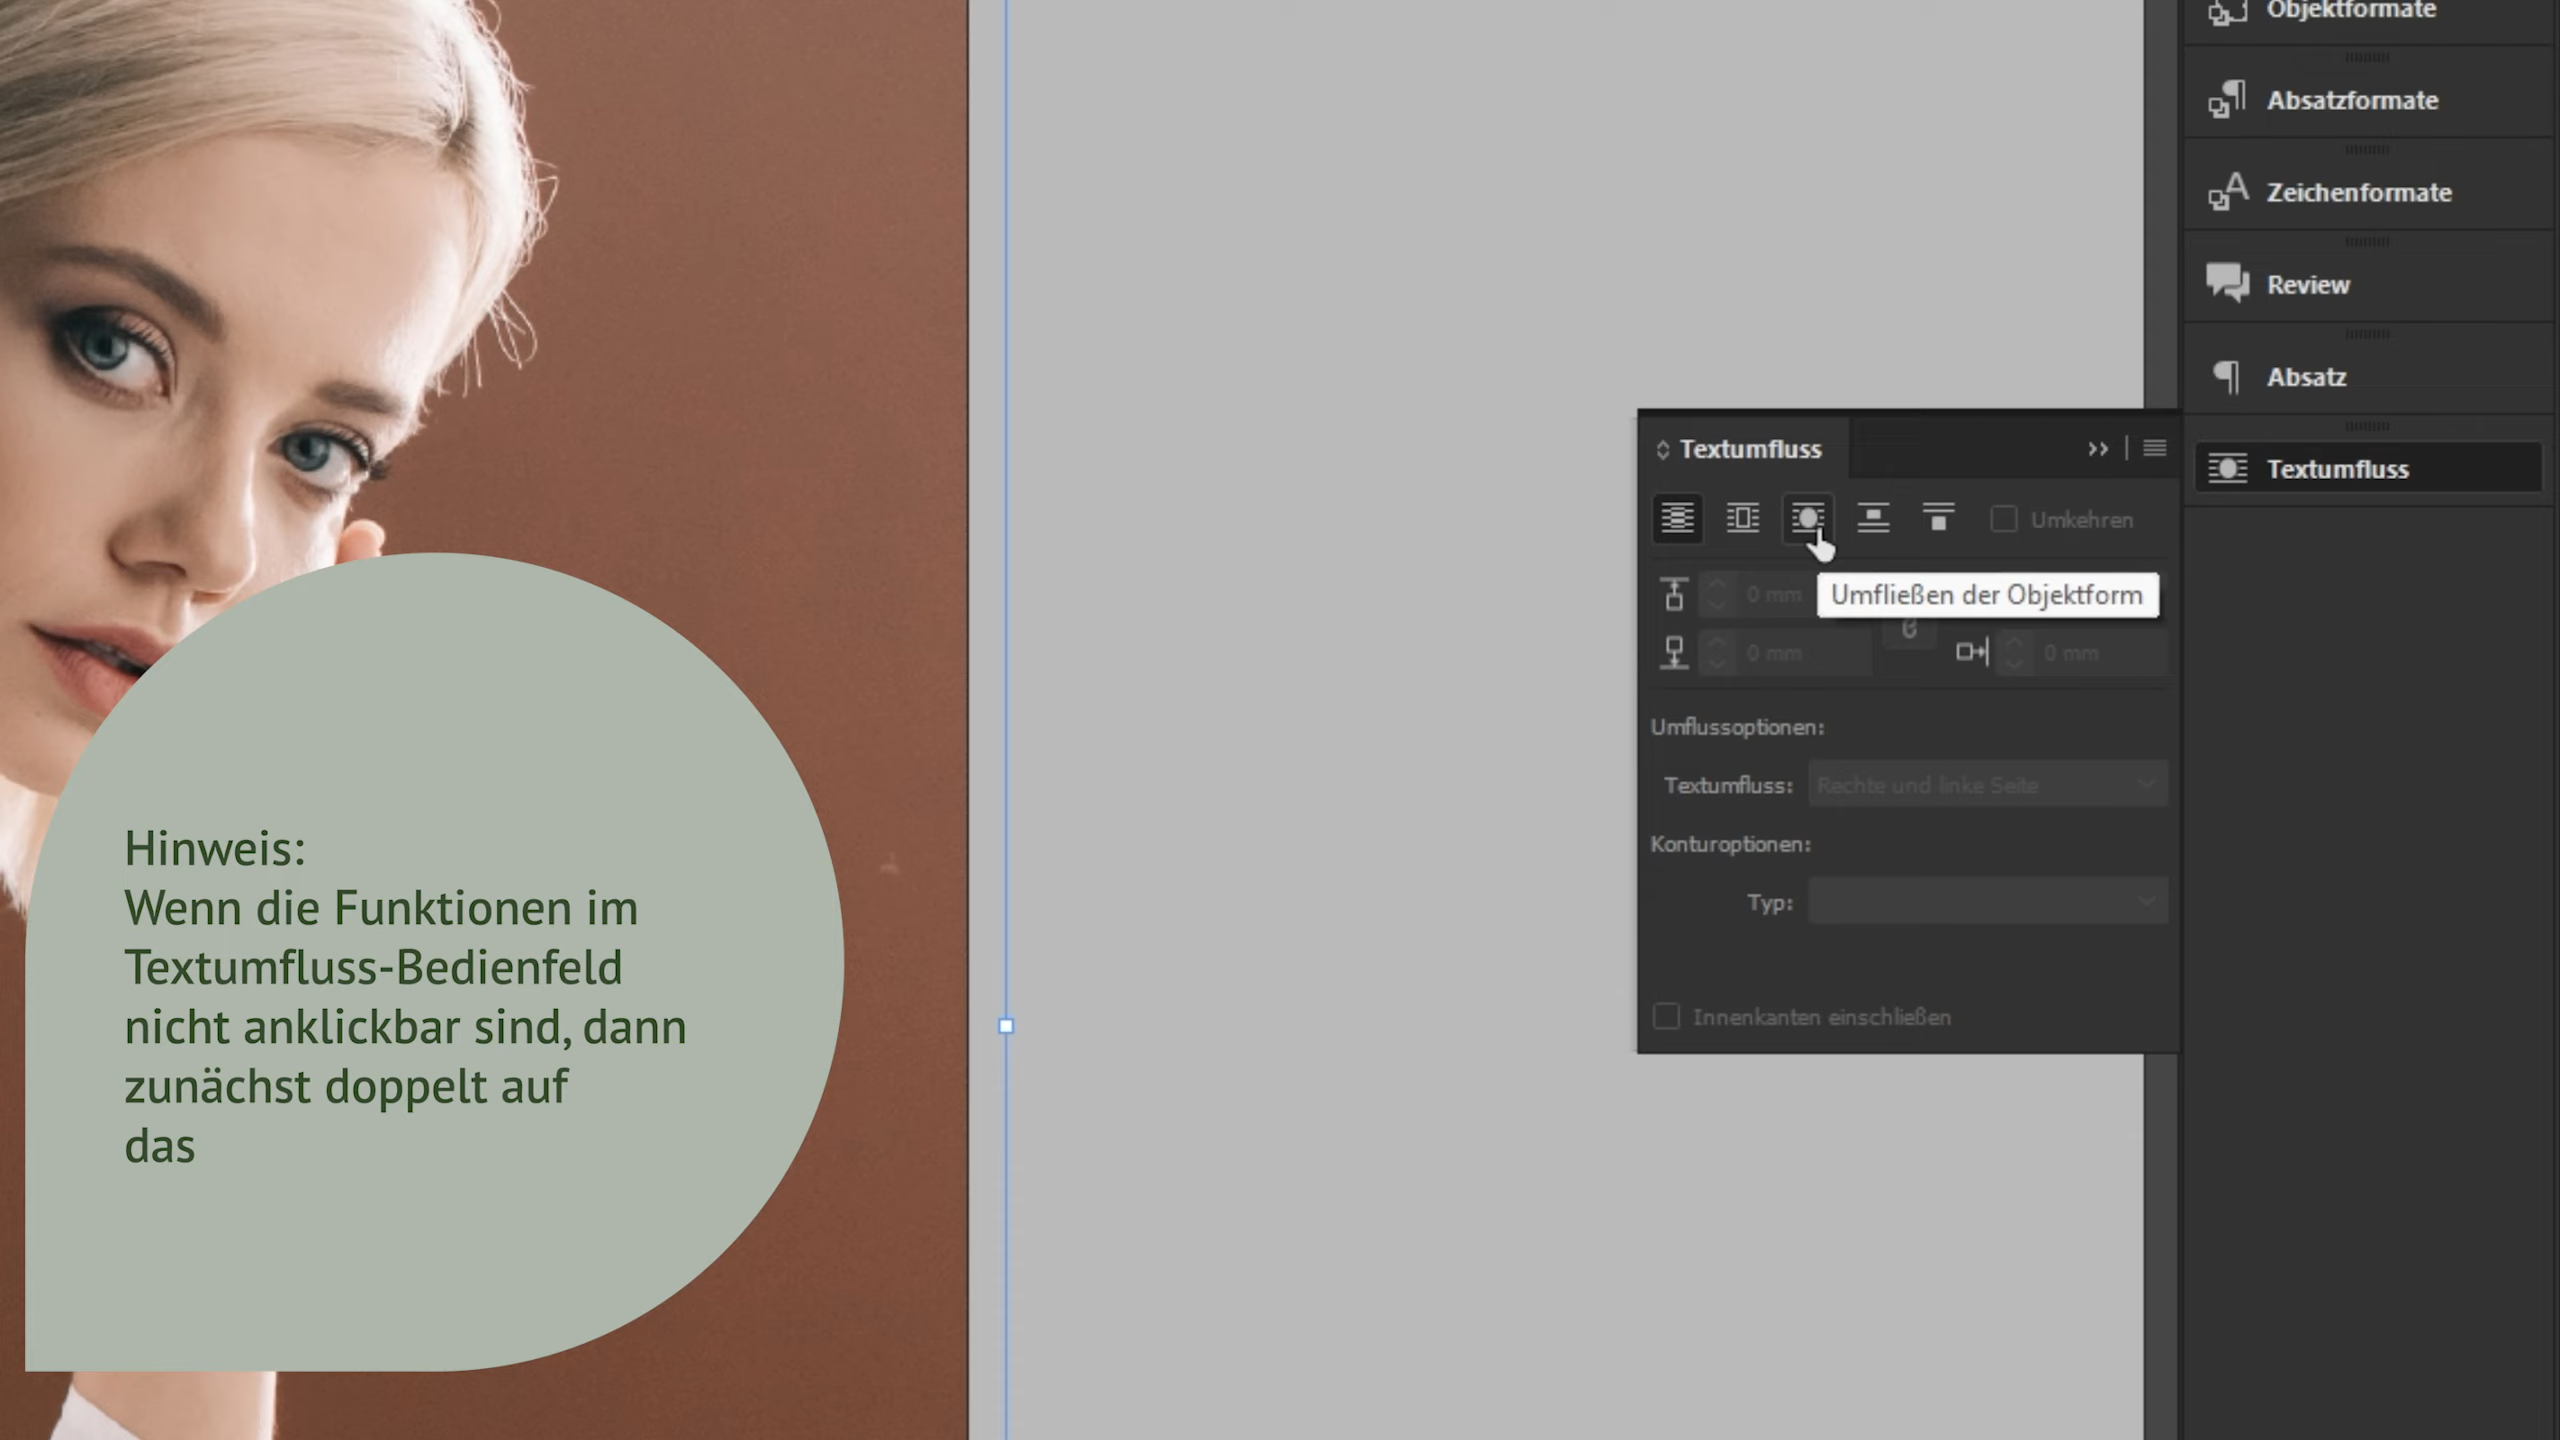 Objektformate
Absatzformate
Zeichenformate
Review
Absatz
Textumfluss
Textumfluss
Umkehren
0 mm
Umfließen der Objektform
0 mm
0 mm
Umflussoptionen:
Textumfluss: Rechte und linke Seite
Konturoptionen:
Typ:
Innenkanten einschließen
Hinweis:
Wenn die Funktionen im
Textumfluss-Bedienfeld
nicht anklickbar sind, dann
zunächst doppelt auf
das